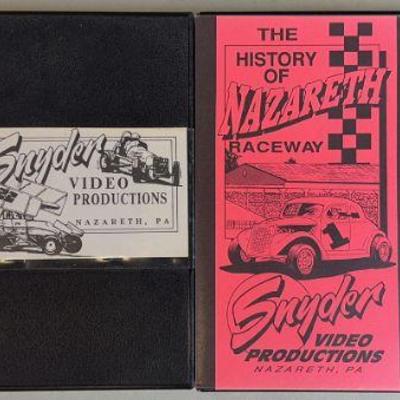 Snyder
VIDEO
PRODUCTIONS
NAZARETH, PA
THE
HISTORY
OF
NAZARETH
RACEWAY
1
Snyder
VIDEO
PRODUCTIONS
NAZARETH, PA